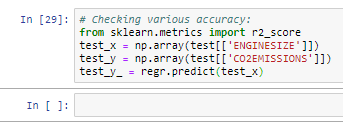 In [29]: # Checking various accuracy:
from sklearn.metrics import r2_score
test_x = np.array(test[['ENGINESIZE']])
test_y = np.array(test[['CO2EMISSIONS']])
test_y_ = regr.predict(test_x)
In [ ]: